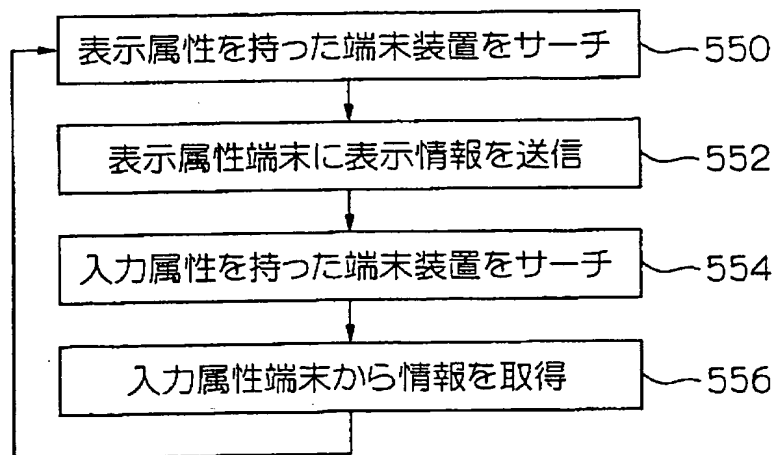 表示属性を持った端末装置をサーチ 550
表示属性端末に表示情報を送信 552
入力属性を持った端末装置をサーチ 554
入力属性端末から情報を取得 556